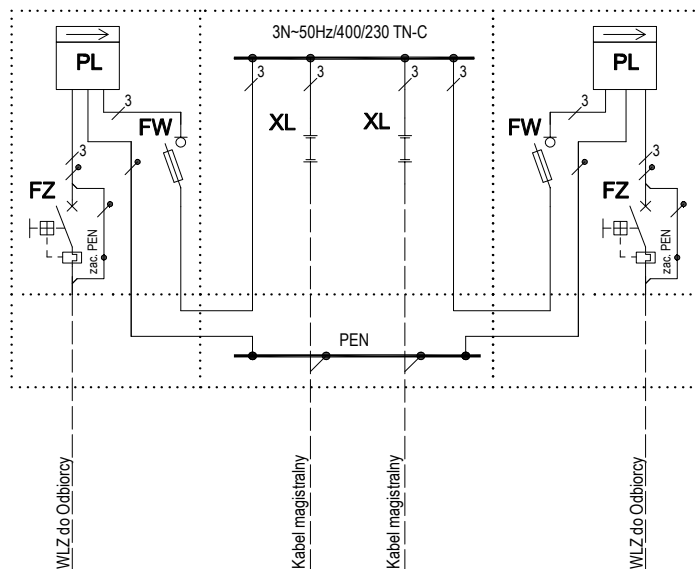 3N~50Hz/400/230 TN-C
PL
PL
3
3
3
3
3
3
XL
XL
FW
FW
3
3
FZ
FZ
zac. PEN
zac. PEN
PEN
WLZ do Odbiorcy
Kabel magistralny
Kabel magistralny
WLZ do Odbiorcy